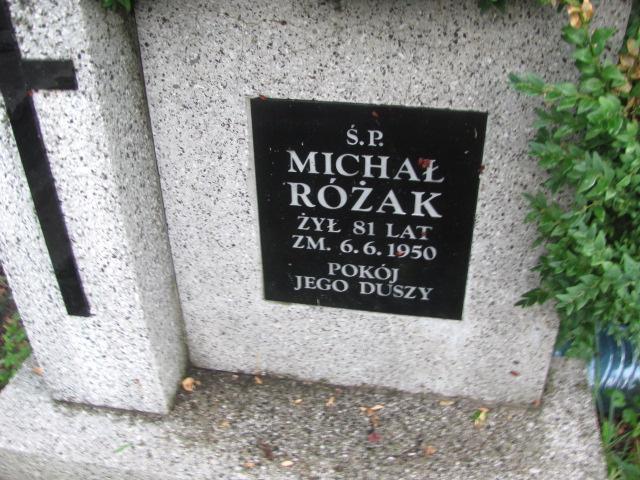 Ś.P.
MICHAŁ
RÓŻAK
ŻYŁ 81 LAT
ZM. 6.6.1950
POKÓJ
JEGO DUSZY